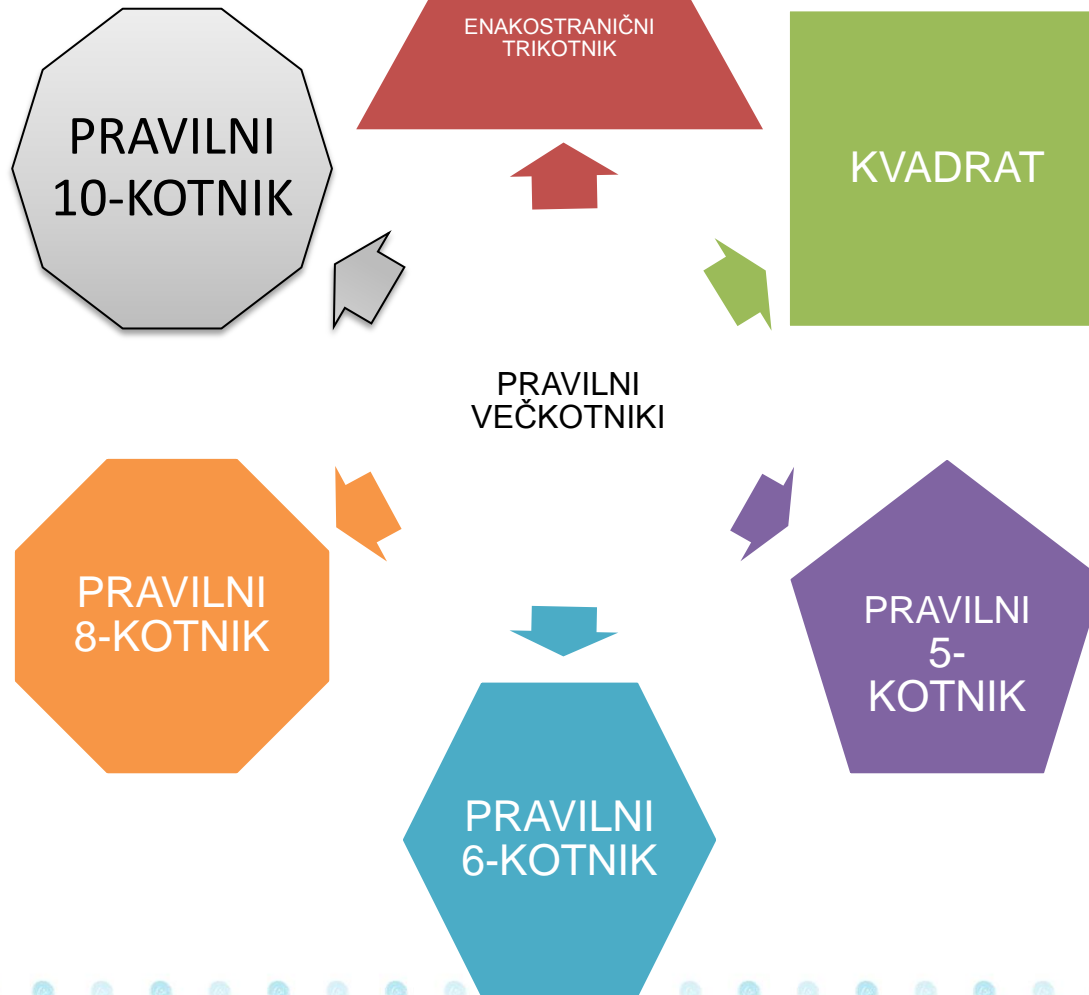 ENAKOSTRANIČNI
TRIKOTNIK
PRAVILNI
10-KOTNIK
KVADRAT
PRAVILNI
VEČKOTNIKI
PRAVILNI
8-KOTNIK
PRAVILNI
5-
KOTNIK
PRAVILNI
6-KOTNIK